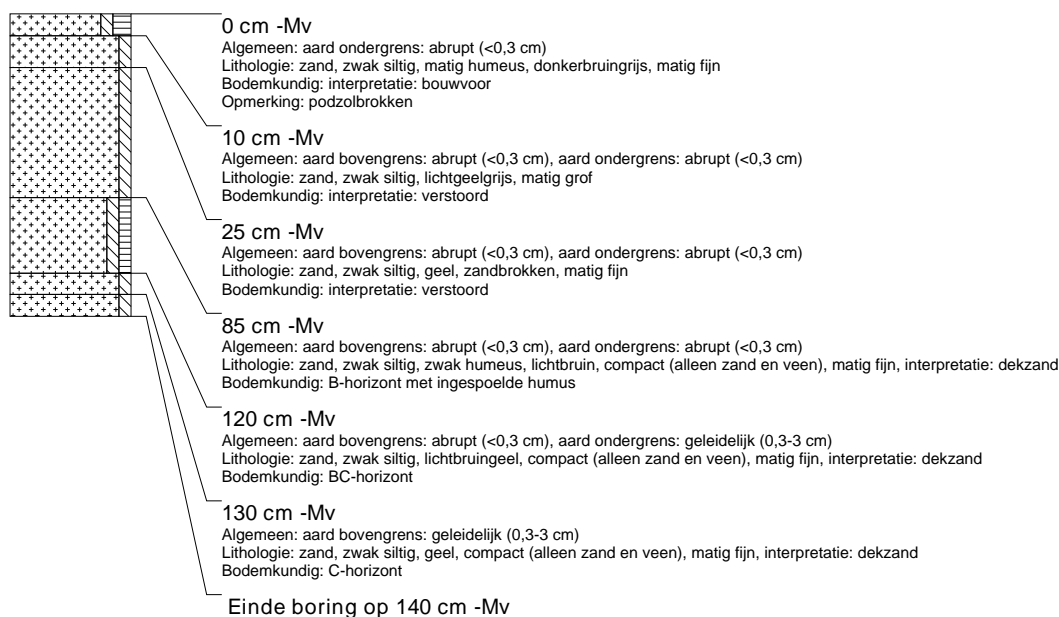 0 cm -Mv
Algemeen: aard ondergrens: abrupt (<0,3 cm)
Lithologie: zand, zwak siltig, matig humeus, donkerbruingrijs, matig fijn
Bodemkundig: interpretatie: bouwvoor
Opmerking: podzolbrokken
10 cm -Mv
Algemeen: aard bovengrens: abrupt (<0,3 cm), aard ondergrens: abrupt (<0,3 cm)
Lithologie: zand, zwak siltig, lichtgeelgrijs, matig grof
Bodemkundig: interpretatie: verstoord
25 cm -Mv
Algemeen: aard bovengrens: abrupt (<0,3 cm), aard ondergrens: abrupt (<0,3 cm)
Lithologie: zand, zwak siltig, geel, zandbrokken, matig fijn
Bodemkundig: interpretatie: verstoord
85 cm -Mv
Algemeen: aard bovengrens: abrupt (<0,3 cm), aard ondergrens: abrupt (<0,3 cm)
Lithologie: zand, zwak siltig, zwak humeus, lichtbruin, compact (alleen zand en veen), matig fijn, interpretatie: dekzand
Bodemkundig: B-horizont met ingespoelde humus
120 cm -Mv
Algemeen: aard bovengrens: abrupt (<0,3 cm), aard ondergrens: geleidelijk (0,3-3 cm)
Lithologie: zand, zwak siltig, lichtbruingeel, compact (alleen zand en veen), matig fijn, interpretatie: dekzand
Bodemkundig: BC-horizont
130 cm -Mv
Algemeen: aard bovengrens: geleidelijk (0,3-3 cm)
Lithologie: zand, zwak siltig, geel, compact (alleen zand en veen), matig fijn, interpretatie: dekzand
Bodemkundig: C-horizont
Einde boring op 140 cm -Mv